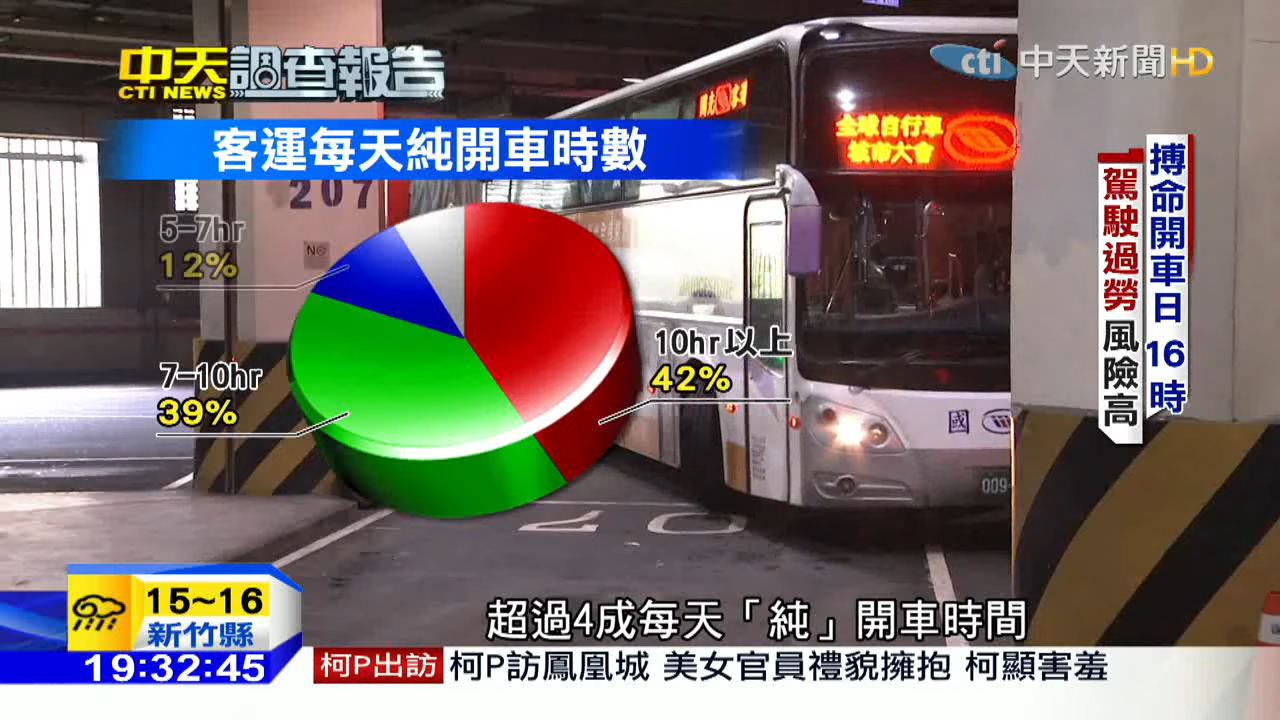 中天調查報告
CTI NEWS
cti 中天新聞HD
客運每天純開車時數
207
全球自行車
城市大會
5-7hr
12%
NO
10hr以上
42%
7-10hr
39%
搏命開車日16時
駕駛過勞 風險高
國
009
70
超過4成每天「純」開車時間
15~16
新竹縣
19:32:45
柯P出訪 柯P訪鳳凰城 美女官員禮貌擁抱 柯顯害羞